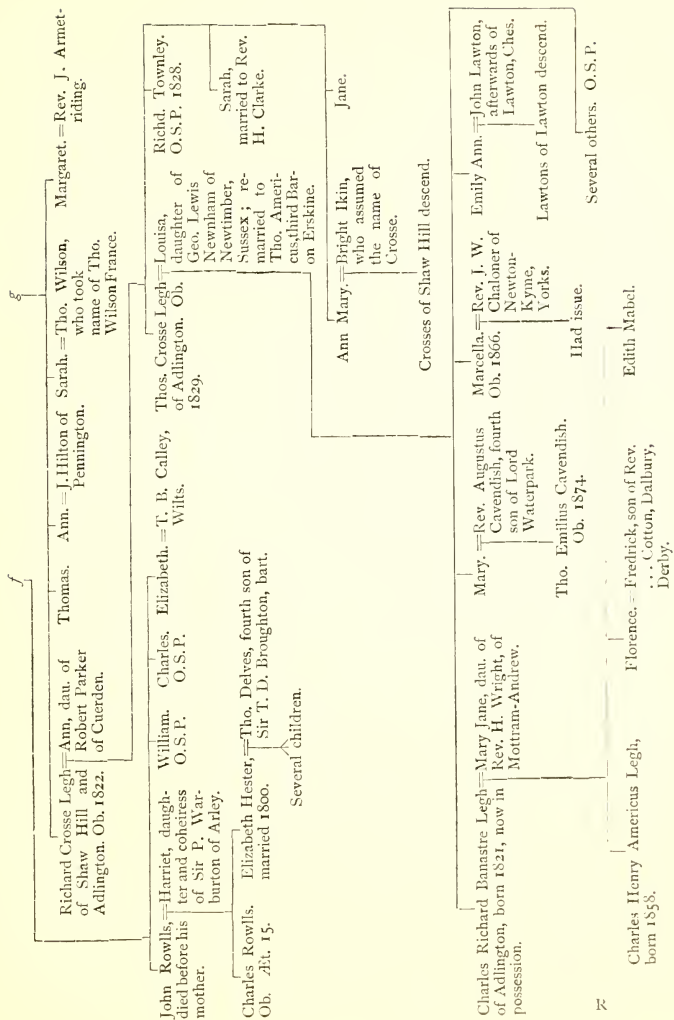 f
g
Richard Crosse Legh=Ann, dau. of
of Shaw Hill and Robert Parker
Adlington. Ob. 1822. of Cuerden.
Thomas.
Ann.=J. Hilton of
Pennington.
Sarah.=Tho. Wilson,
who took
name of Tho.
Wilson France.
Margaret.=Rev. J. Armet-
riding.
John Rowlls,=Harriet, daugh-
died before his ter and coheiress
mother. of Sir P. War-
burton of Arley.
William.
O.S.P.
Charles.
O.S.P.
Elizabeth.=T. B. Calley,
Wilts.
Thos. Crosse Legh=Louisa,
of Adlington. Ob. daughter of
1829. Geo. Lewis
Newnham of
Newtimber,
Sussex; re-
married to
Tho. Ameri-
cus, third Bar-
on Erskine.
Richd. Townley.
O.S.P. 1828.
Sarah,
married to Rev.
H. Clarke.
Charles Rowlls.
Ob. Æt. 15.
Elizabeth Hester,=Tho. Delves, fourth son of
married 1800. Sir T. D. Broughton, bart.
Several children.
Ann Mary.=Bright Ikin,
who assumed
the name of
Crosse.
Jane.
Crosses of Shaw Hill descend.
Charles Richard Banastre Legh=Mary Jane, dau. of
of Adlington, born 1821, now in Rev. H. Wright, of
possession. Mottram-Andrew.
Mary.=Rev. Augustus
Cavendish, fourth
son of Lord
Waterpark.
Tho. Emilius Cavendish.
Ob. 1874.
Marcella.=Rev. J. W.
Ob. 1866. Chaloner of
Newton-
Kyme,
Yorks.
Had issue.
Emily Ann.=John Lawton,
afterwards of
Lawton, Ches.
Lawtons of Lawton descend.
Several others. O.S.P.
Charles Henry Americus Legh,
born 1858.
Florence.=Fredrick, son of Rev.
... Cotton, Dalbury,
Derby.
Edith Mabel.
R